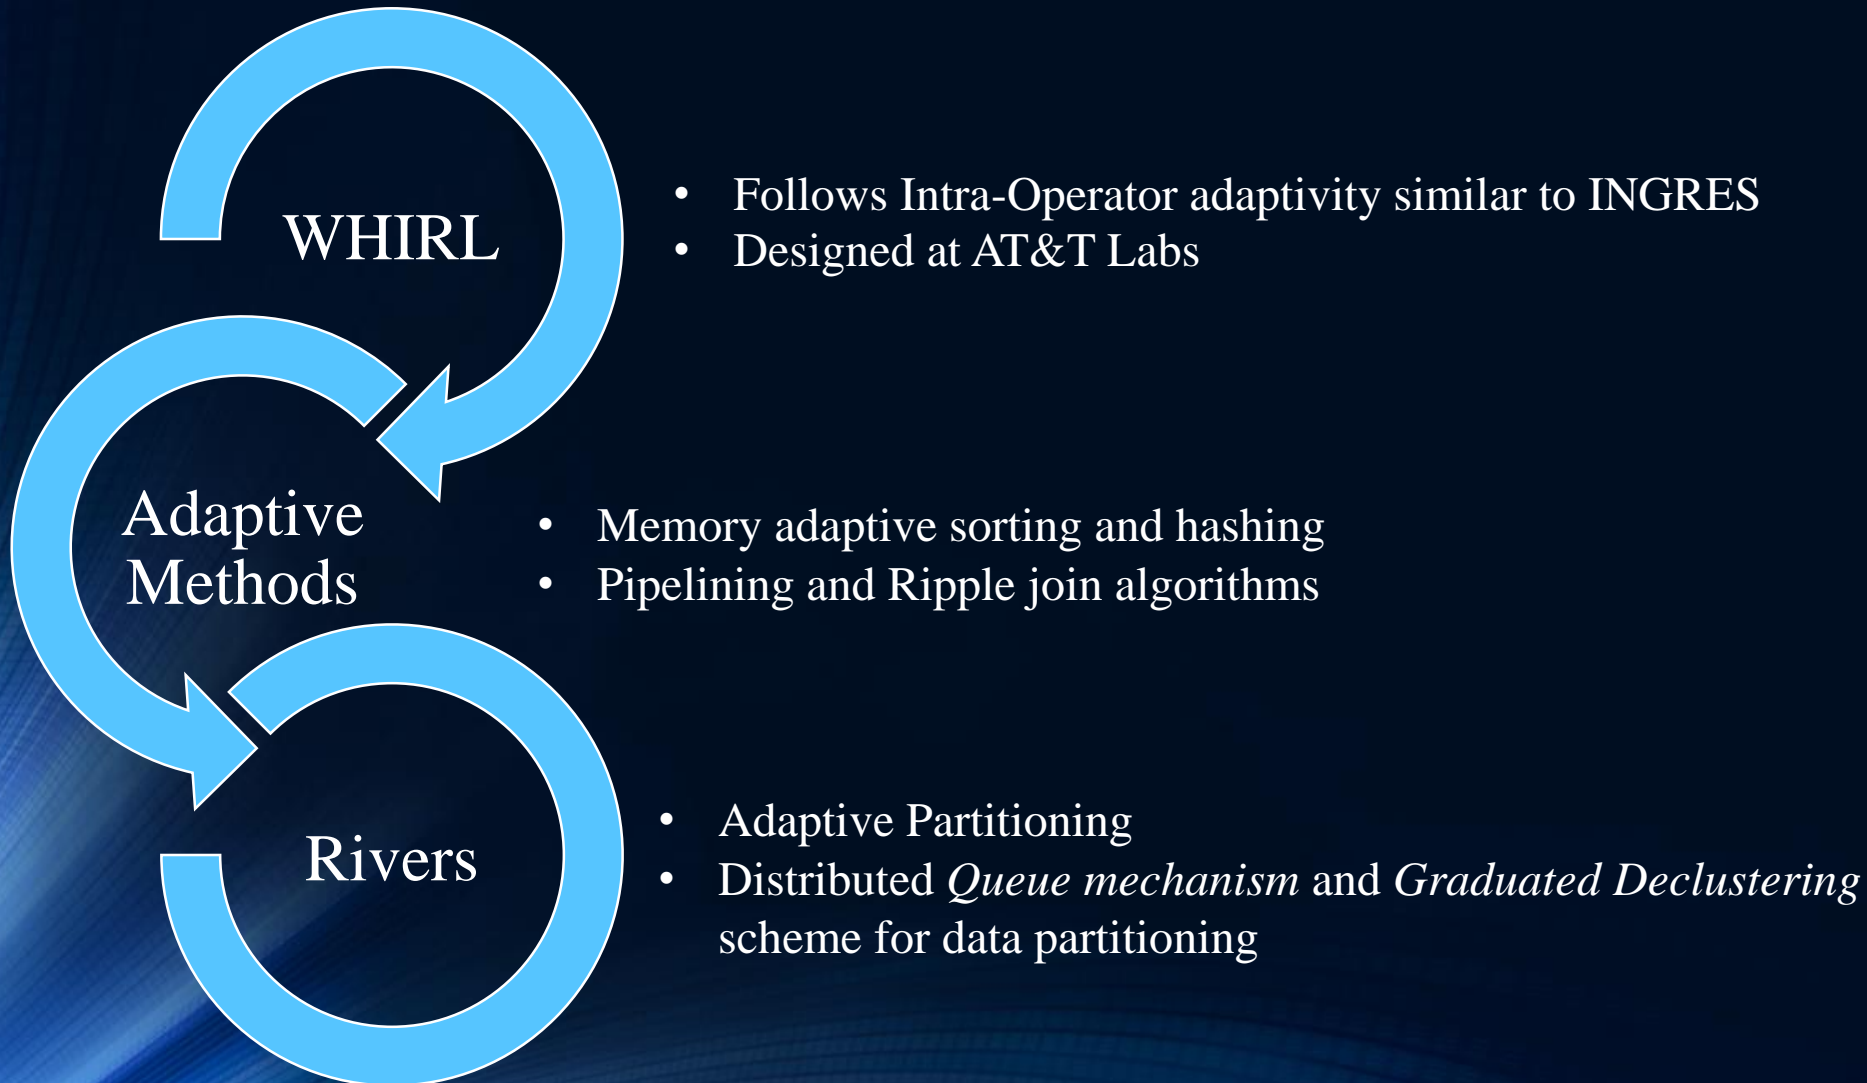 WHIRL
• Follows Intra-Operator adaptivity similar to INGRES
• Designed at AT&T Labs
Adaptive
Methods
• Memory adaptive sorting and hashing
• Pipelining and Ripple join algorithms
Rivers
• Adaptive Partitioning
• Distributed Queue mechanism and Graduated Declustering
scheme for data partitioning